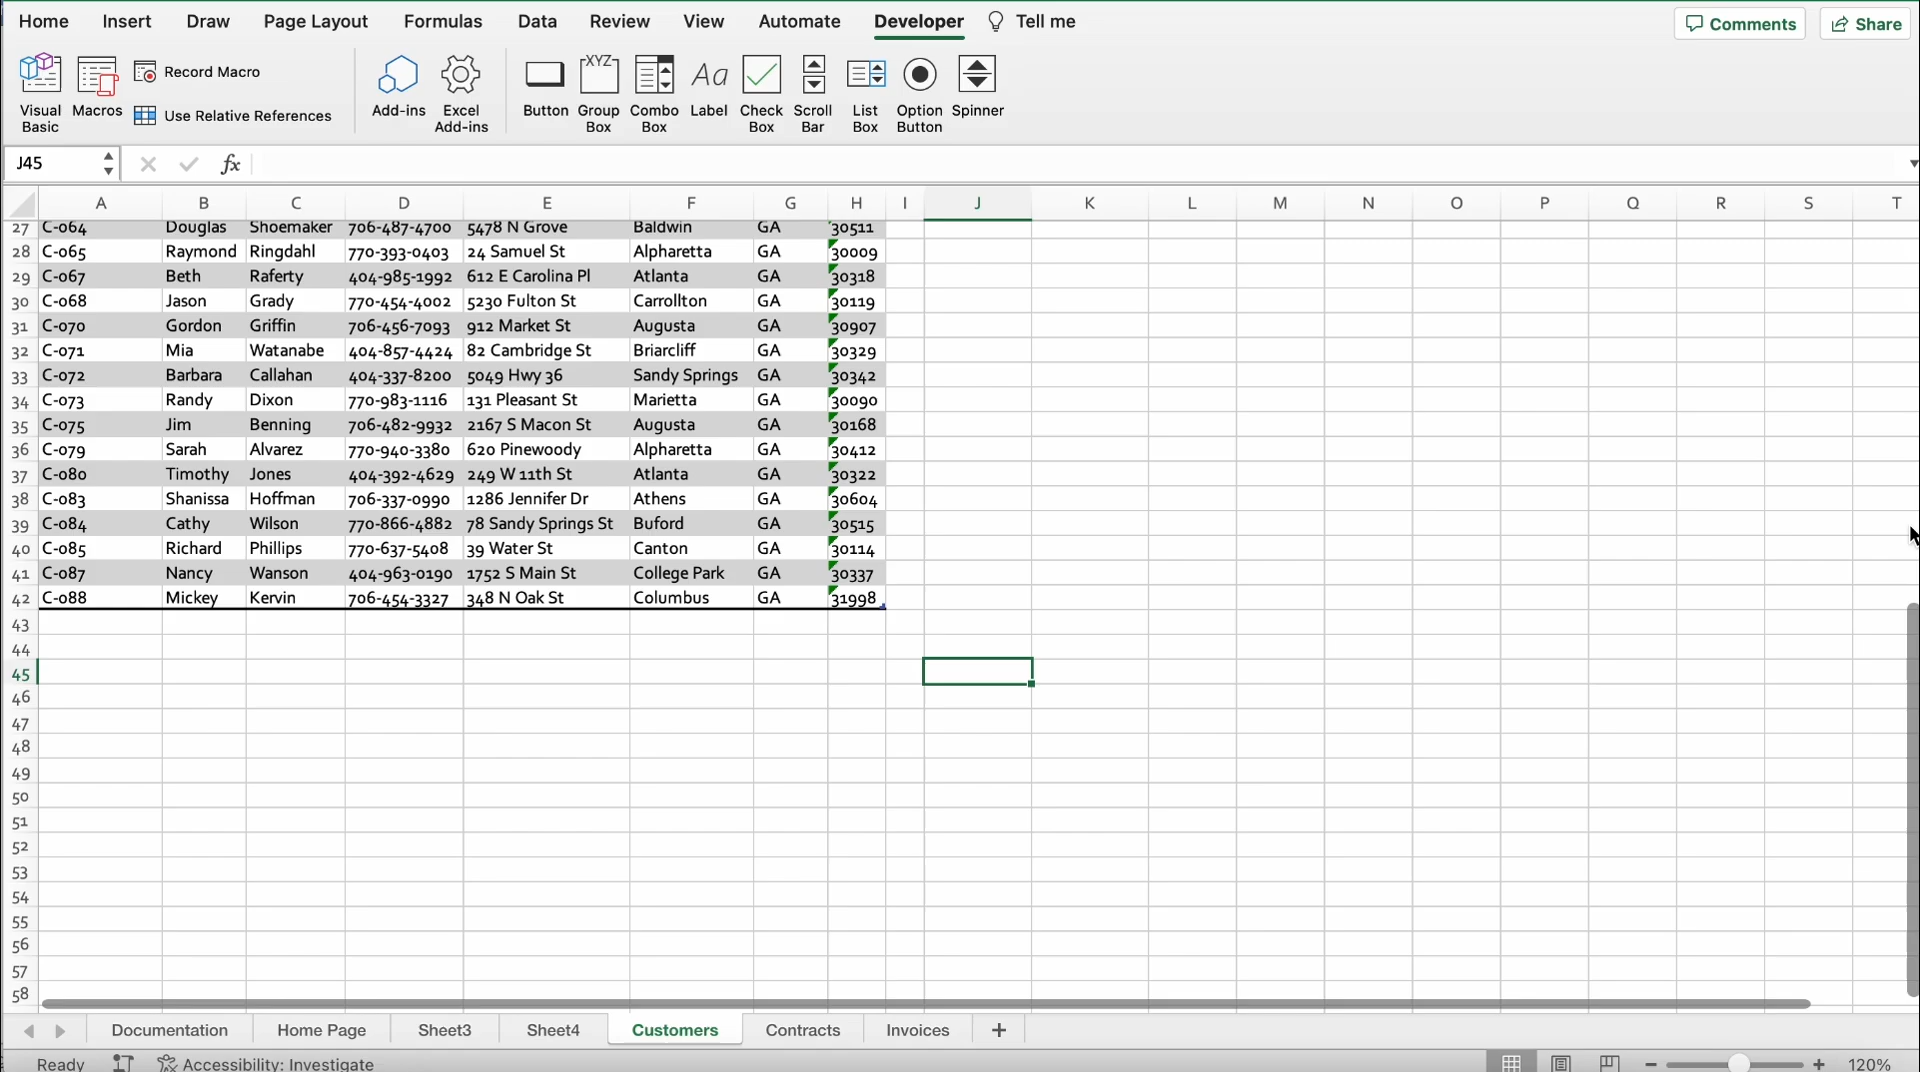 Home Insert Draw Page Layout Formulas Data Review View Automate Developer Tell me Comments Share
Visual Basic Macros Record Macro Use Relative References Add-ins Excel Add-ins Button XYZ Group Box Combo Box Aa Label Check Box Scroll Bar List Box Option Button Spinner
J45 fx
A B C D E F G H I J K L M N O P Q R S T
27 C-064 Douglas Shoemaker 706-487-4700 5478 N Grove Baldwin GA 30511
28 C-065 Raymond Ringdahl 770-393-0403 24 Samuel St Alpharetta GA 30009
29 C-067 Beth Raferty 404-985-1992 612 E Carolina Pl Atlanta GA 30318
30 C-068 Jason Grady 770-454-4002 5230 Fulton St Carrollton GA 30119
31 C-070 Gordon Griffin 706-456-7093 912 Market St Augusta GA 30907
32 C-071 Mia Watanabe 404-857-4424 82 Cambridge St Briarcliff GA 30329
33 C-072 Barbara Callahan 404-337-8200 5049 Hwy 36 Sandy Springs GA 30342
34 C-073 Randy Dixon 770-983-1116 131 Pleasant St Marietta GA 30090
35 C-075 Jim Benning 706-482-9932 2167 S Macon St Augusta GA 30168
36 C-079 Sarah Alvarez 770-940-3380 620 Pinewoody Alpharetta GA 30412
37 C-080 Timothy Jones 404-392-4629 249 W 11th St Atlanta GA 30322
38 C-083 Shanissa Hoffman 706-337-0990 1286 Jennifer Dr Athens GA 30604
39 C-084 Cathy Wilson 770-866-4882 78 Sandy Springs St Buford GA 30515
40 C-085 Richard Phillips 770-637-5408 39 Water St Canton GA 30114
41 C-087 Nancy Wanson 404-963-0190 1752 S Main St College Park GA 30337
42 C-088 Mickey Kervin 706-454-3327 348 N Oak St Columbus GA 31998
43
44
45
46
47
48
49
50
51
52
53
54
55
56
57
58
Documentation Home Page Sheet3 Sheet4 Customers Contracts Invoices +
Ready Accessibility: Investigate 120%